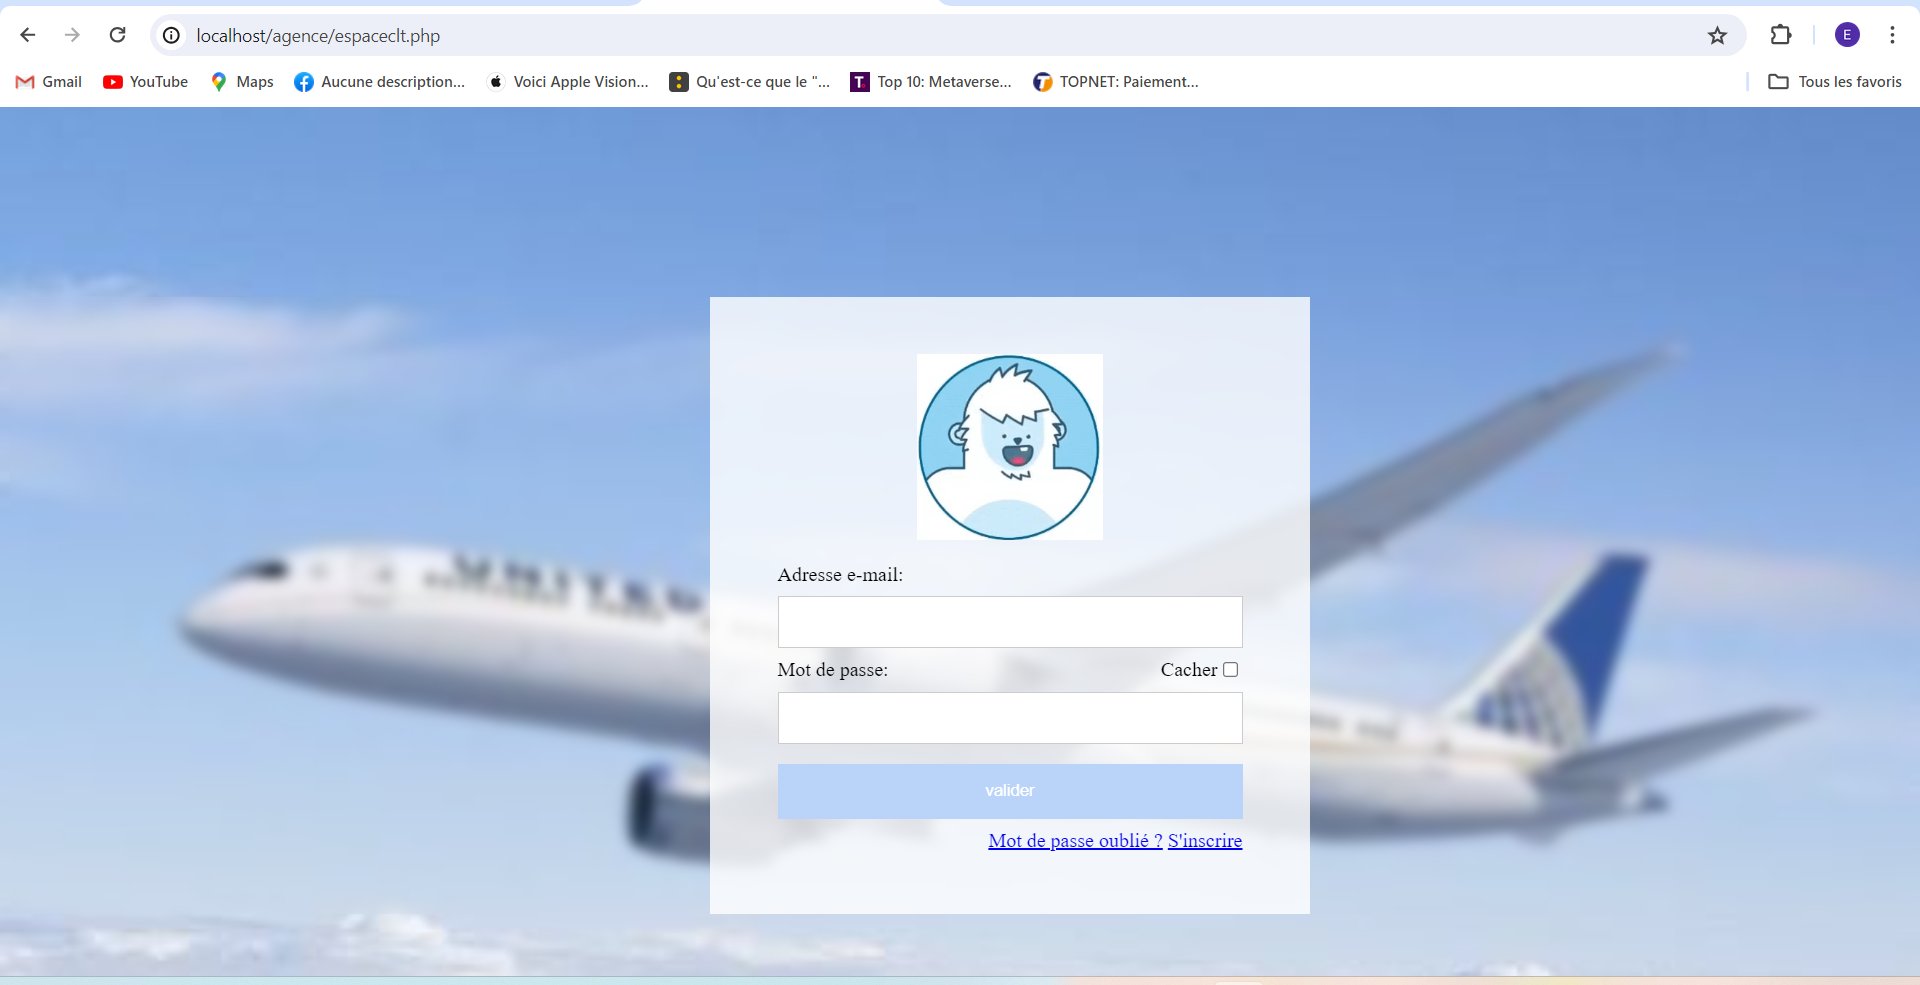 localhost/agence/espaceclt.php
E
Gmail
YouTube
Maps
Aucune description...
Voici Apple Vision...
Qu'est-ce que le "...
Top 10: Metaverse...
TOPNET: Paiement...
Tous les favoris
Adresse e-mail:
Mot de passe:
Cacher
valider
Mot de passe oublié ? S'inscrire